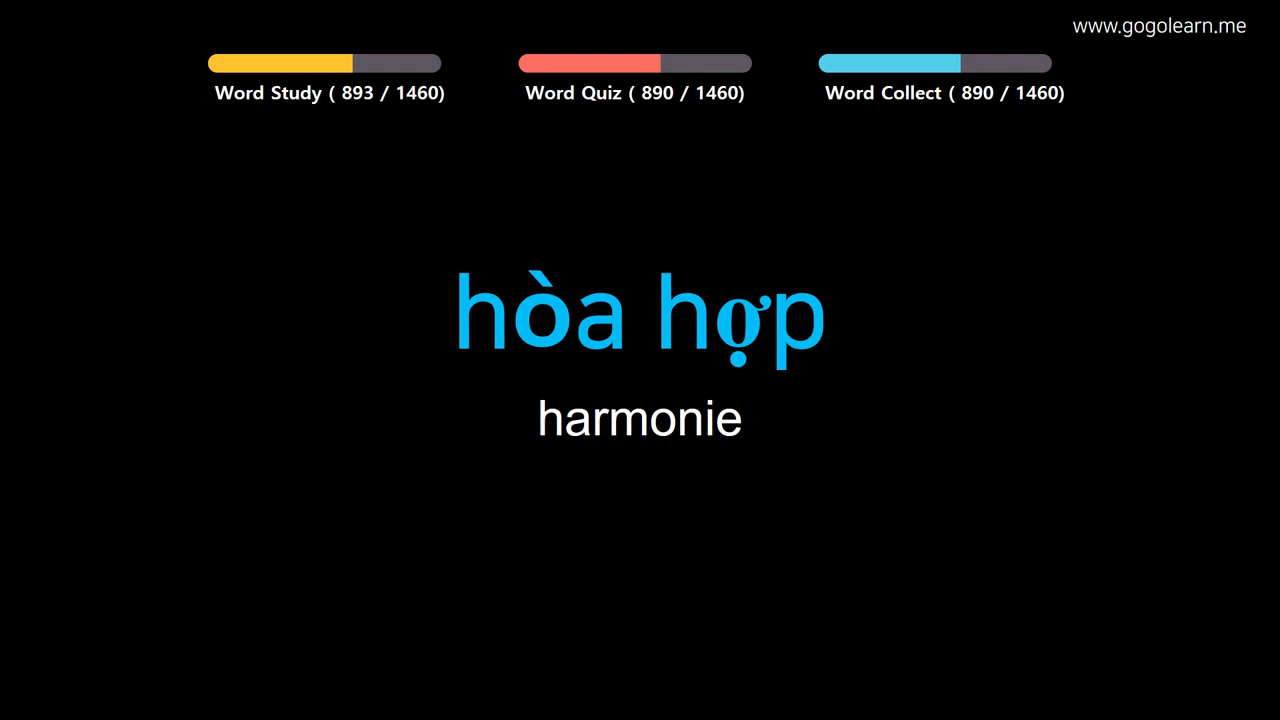 www.gogolearn.me
Word Study ( 893 / 1460)
Word Quiz ( 890 / 1460)
Word Collect ( 890 / 1460)
hòa hợp
harmonie